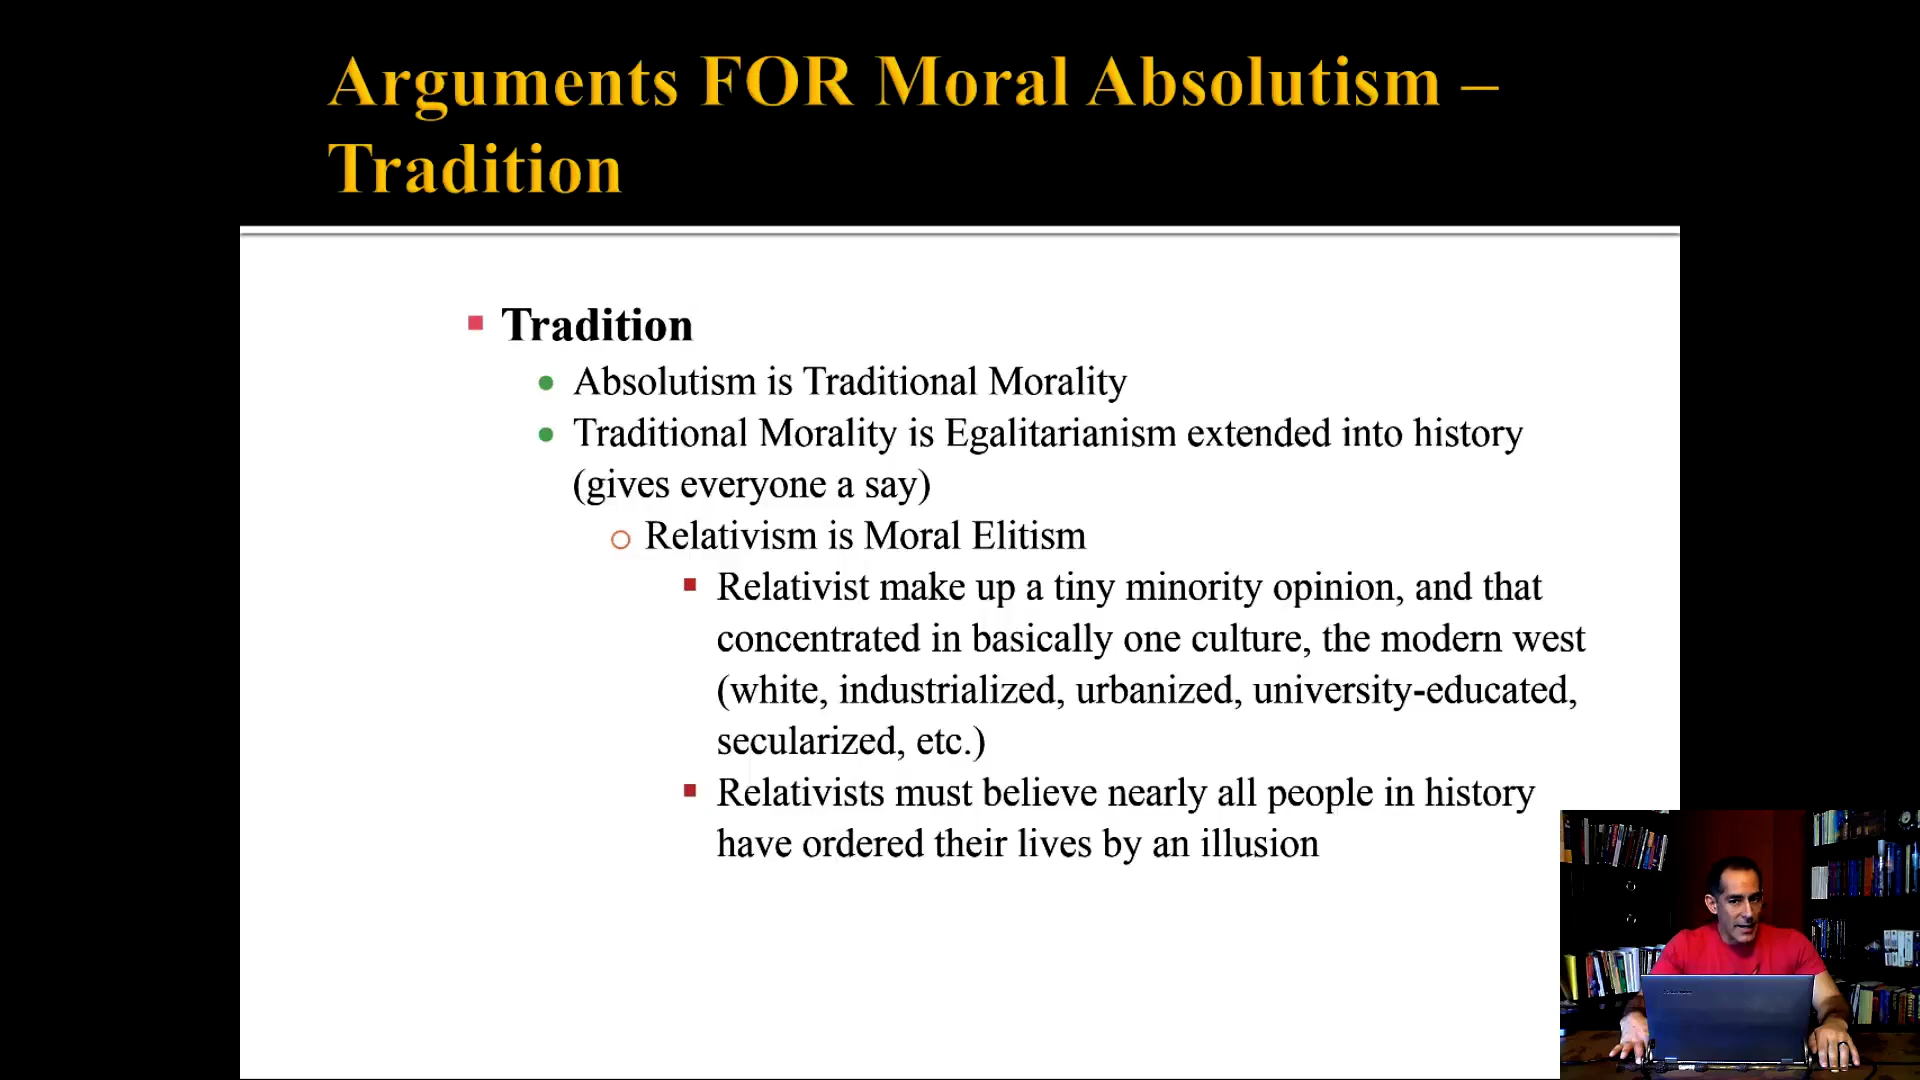 Arguments FOR Moral Absolutism –
Tradition
Tradition
Absolutism is Traditional Morality
Traditional Morality is Egalitarianism extended into history
(gives everyone a say)
Relativism is Moral Elitism
Relativist make up a tiny minority opinion, and that
concentrated in basically one culture, the modern west
(white, industrialized, urbanized, university-educated,
secularized, etc.)
Relativists must believe nearly all people in history
have ordered their lives by an illusion